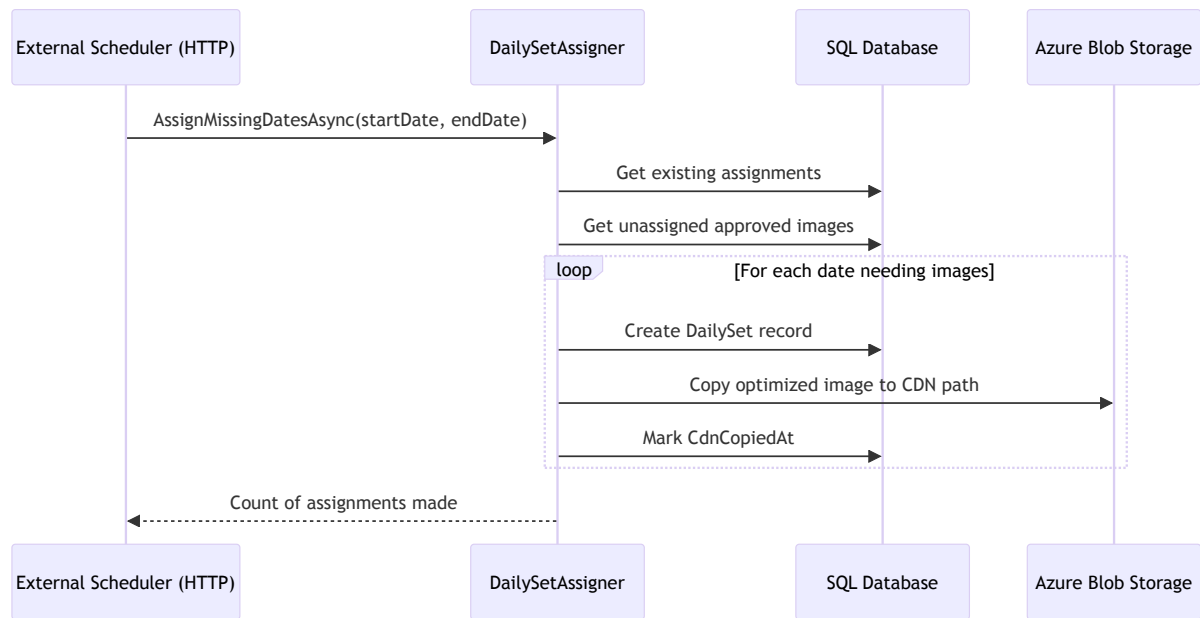 External Scheduler (HTTP)
DailySetAssigner
SQL Database
Azure Blob Storage
AssignMissingDatesAsync(startDate, endDate)
Get existing assignments
Get unassigned approved images
loop
[For each date needing images]
Create DailySet record
Copy optimized image to CDN path
Mark CdnCopiedAt
Count of assignments made
External Scheduler (HTTP)
DailySetAssigner
SQL Database
Azure Blob Storage